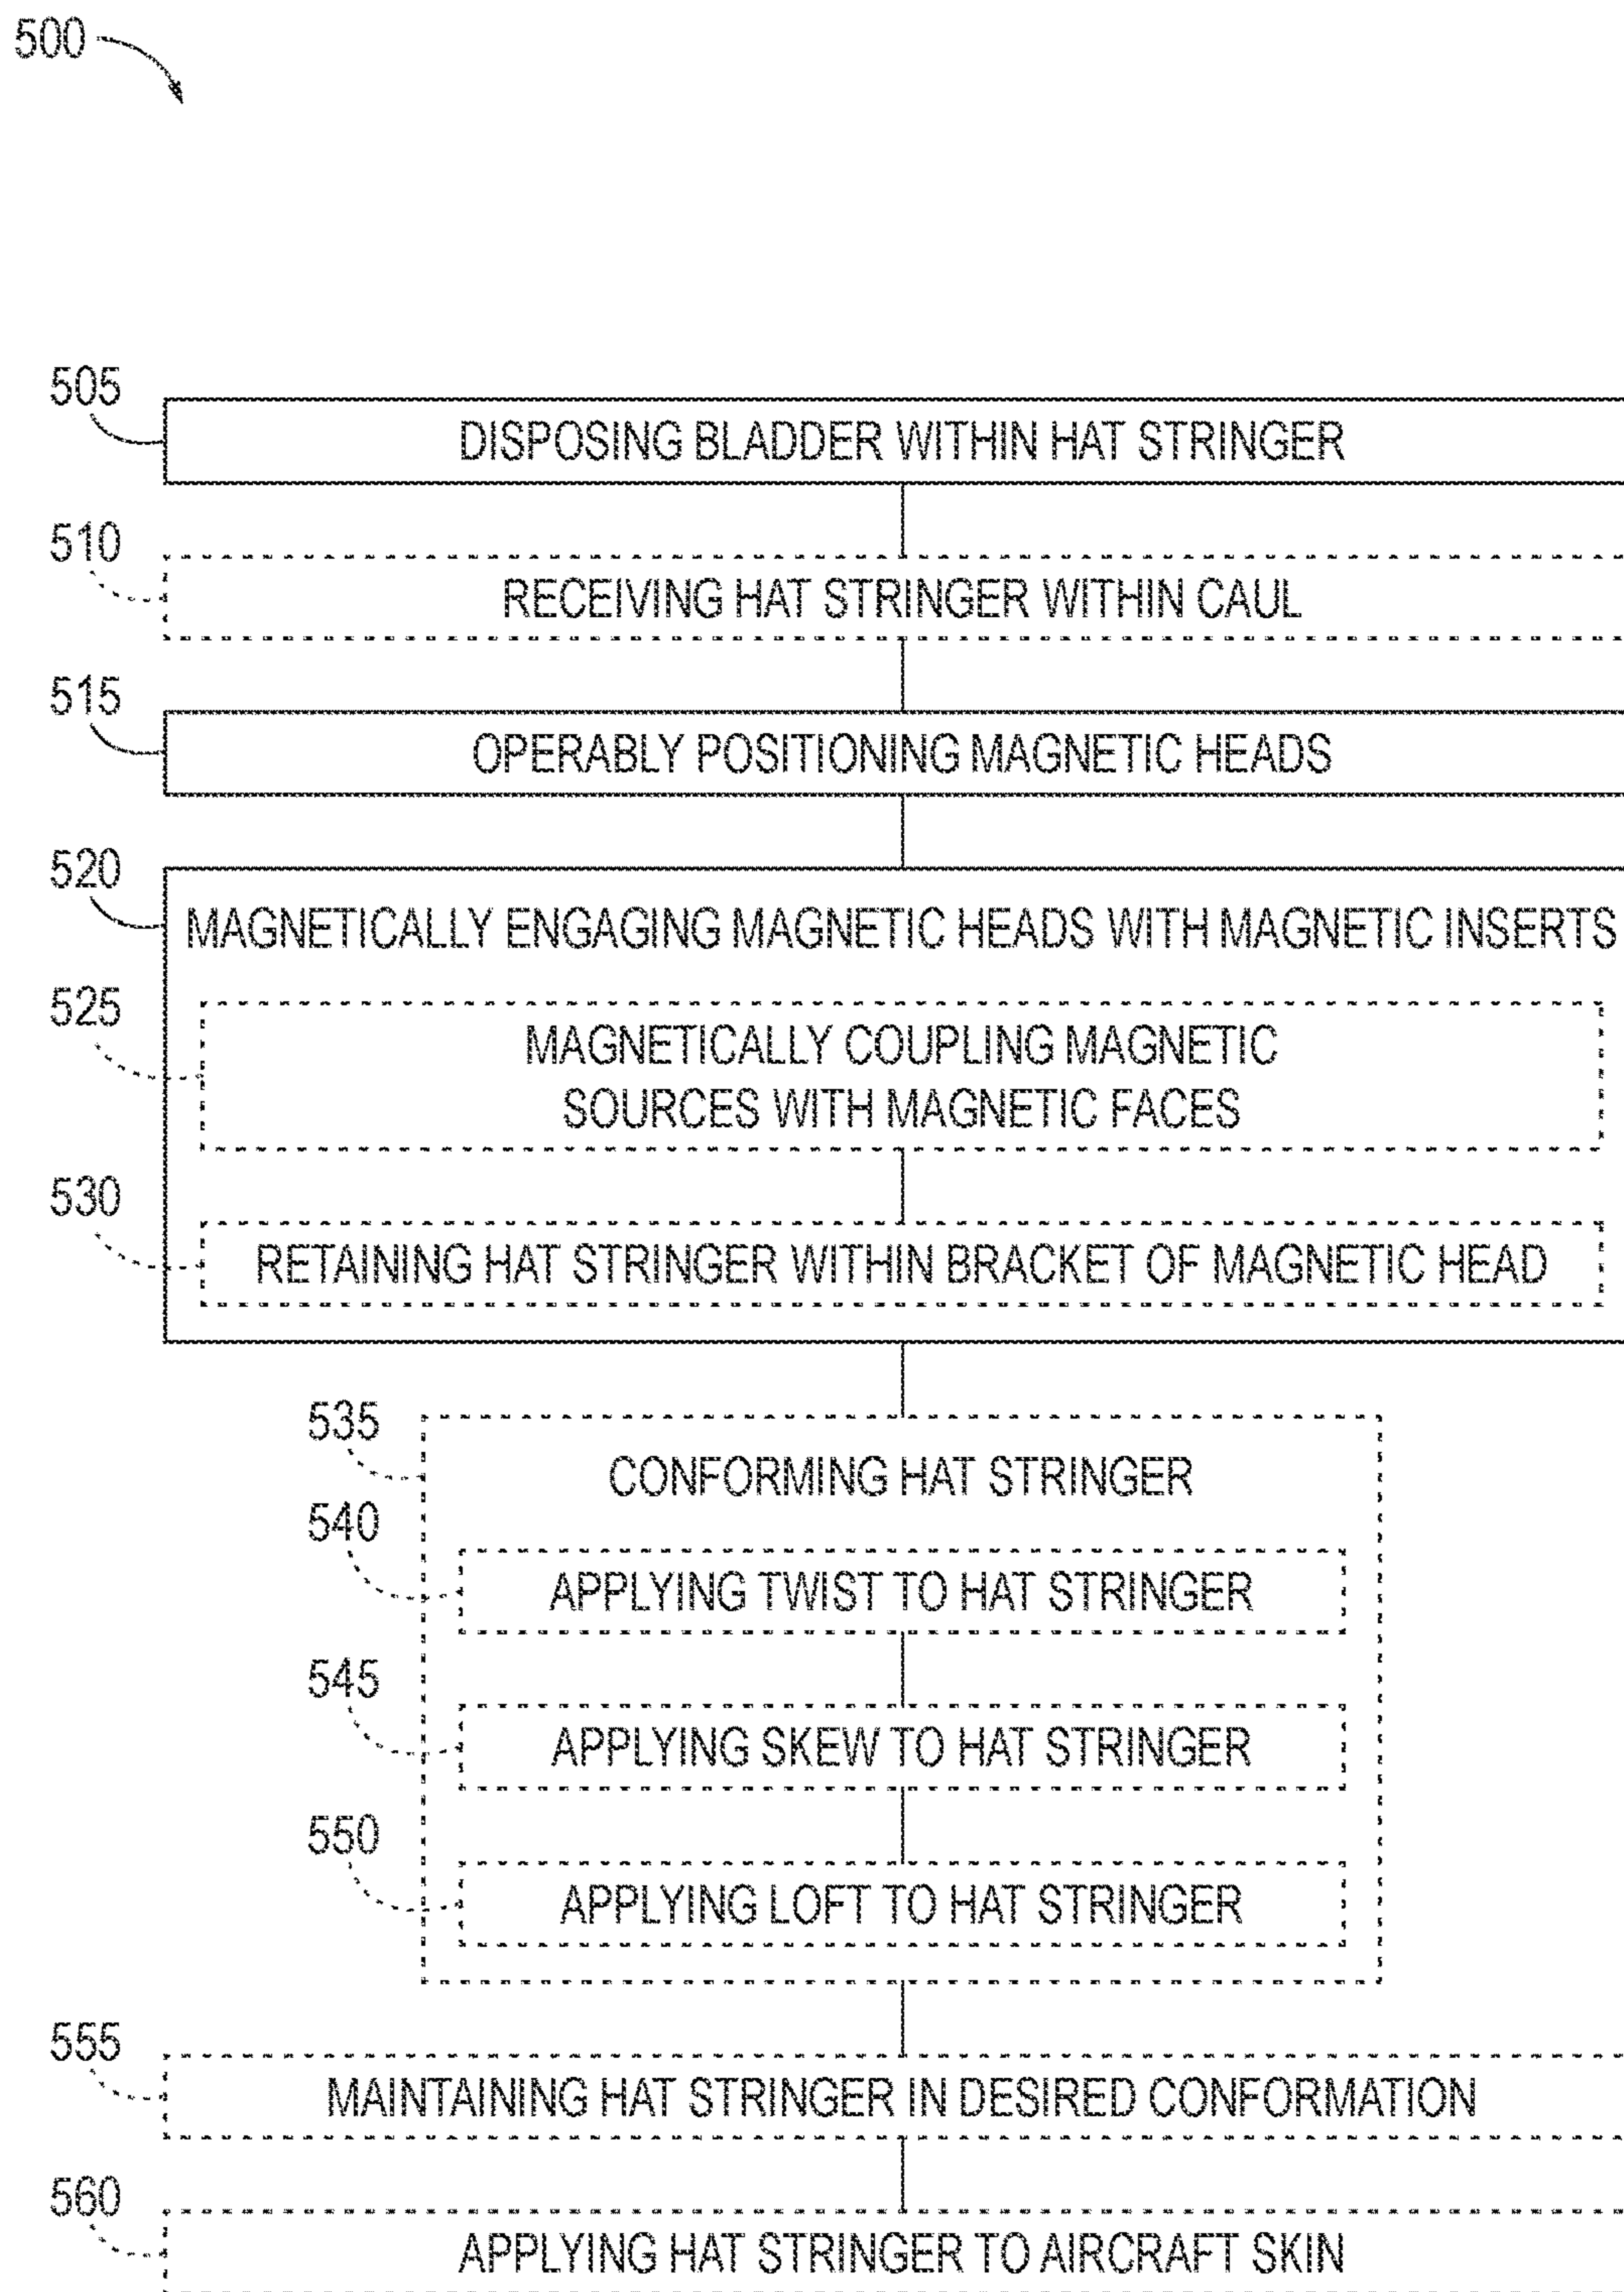 500
505
DISPOSING BLADDER WITHIN HAT STRINGER
510
RECEIVING HAT STRINGER WITHIN CAUL
515
OPERABLY POSITIONING MAGNETIC HEADS
520
MAGNETICALLY ENGAGING MAGNETIC HEADS WITH MAGNETIC INSERTS
525
MAGNETICALLY COUPLING MAGNETIC
SOURCES WITH MAGNETIC FACES
530
RETAINING HAT STRINGER WITHIN BRACKET OF MAGNETIC HEAD
535
CONFORMING HAT STRINGER
540
APPLYING TWIST TO HAT STRINGER
545
APPLYING SKEW TO HAT STRINGER
550
APPLYING LOFT TO HAT STRINGER
555
MAINTAINING HAT STRINGER IN DESIRED CONFORMATION
560
APPLYING HAT STRINGER TO AIRCRAFT SKIN